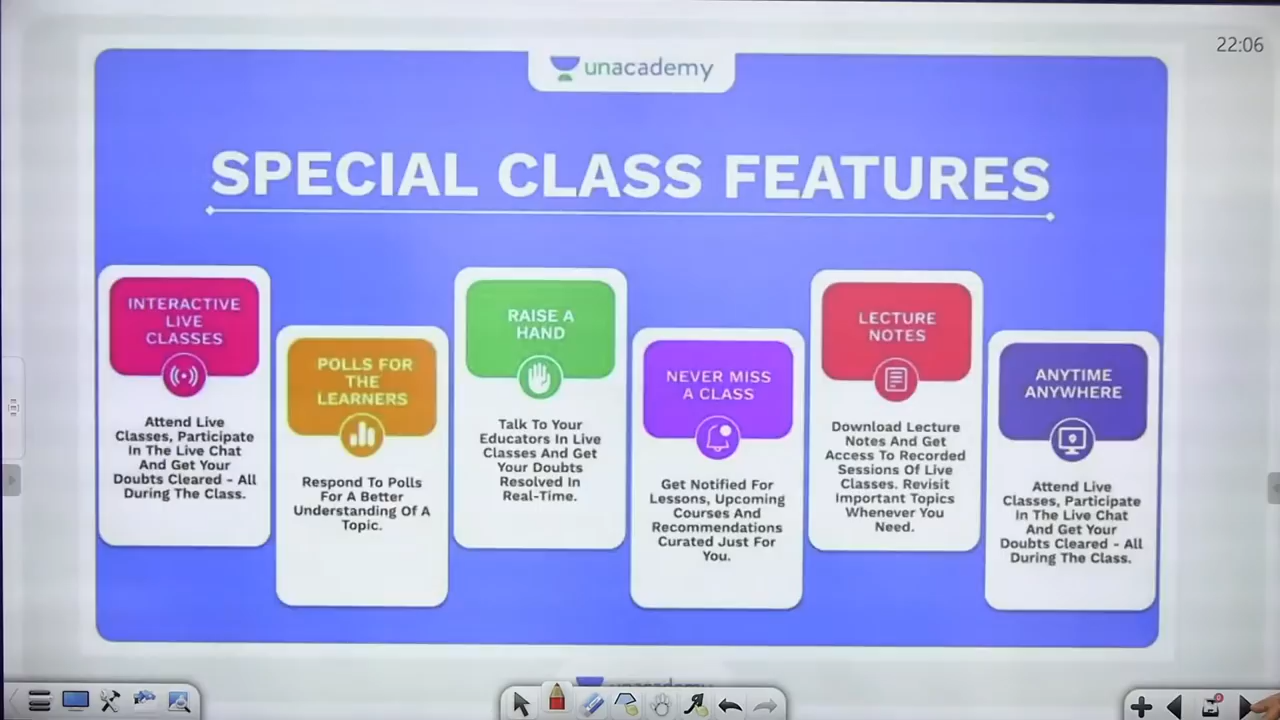 22:06
unacademy
SPECIAL CLASS FEATURES
INTERACTIVE
LIVE
CLASSES
Attend Live
Classes, Participate
In The Live Chat
And Get Your
Doubts Cleared - All
During The Class.
POLLS FOR
THE
LEARNERS
Respond To Polls
For A Better
Understanding Of A
Topic.
RAISE A
HAND
Talk To Your
Educators In Live
Classes And Get
Your Doubts
Resolved In
Real-Time.
NEVER MISS
A CLASS
Get Notified For
Lessons, Upcoming
Courses And
Recommendations
Curated Just For
You.
LECTURE
NOTES
Download Lecture
Notes And Get
Access To Recorded
Sessions Of Live
Classes. Revisit
Important Topics
Whenever You
Need.
ANYTIME
ANYWHERE
Attend Live
Classes, Participate
In The Live Chat
And Get Your
Doubts Cleared - All
During The Class.